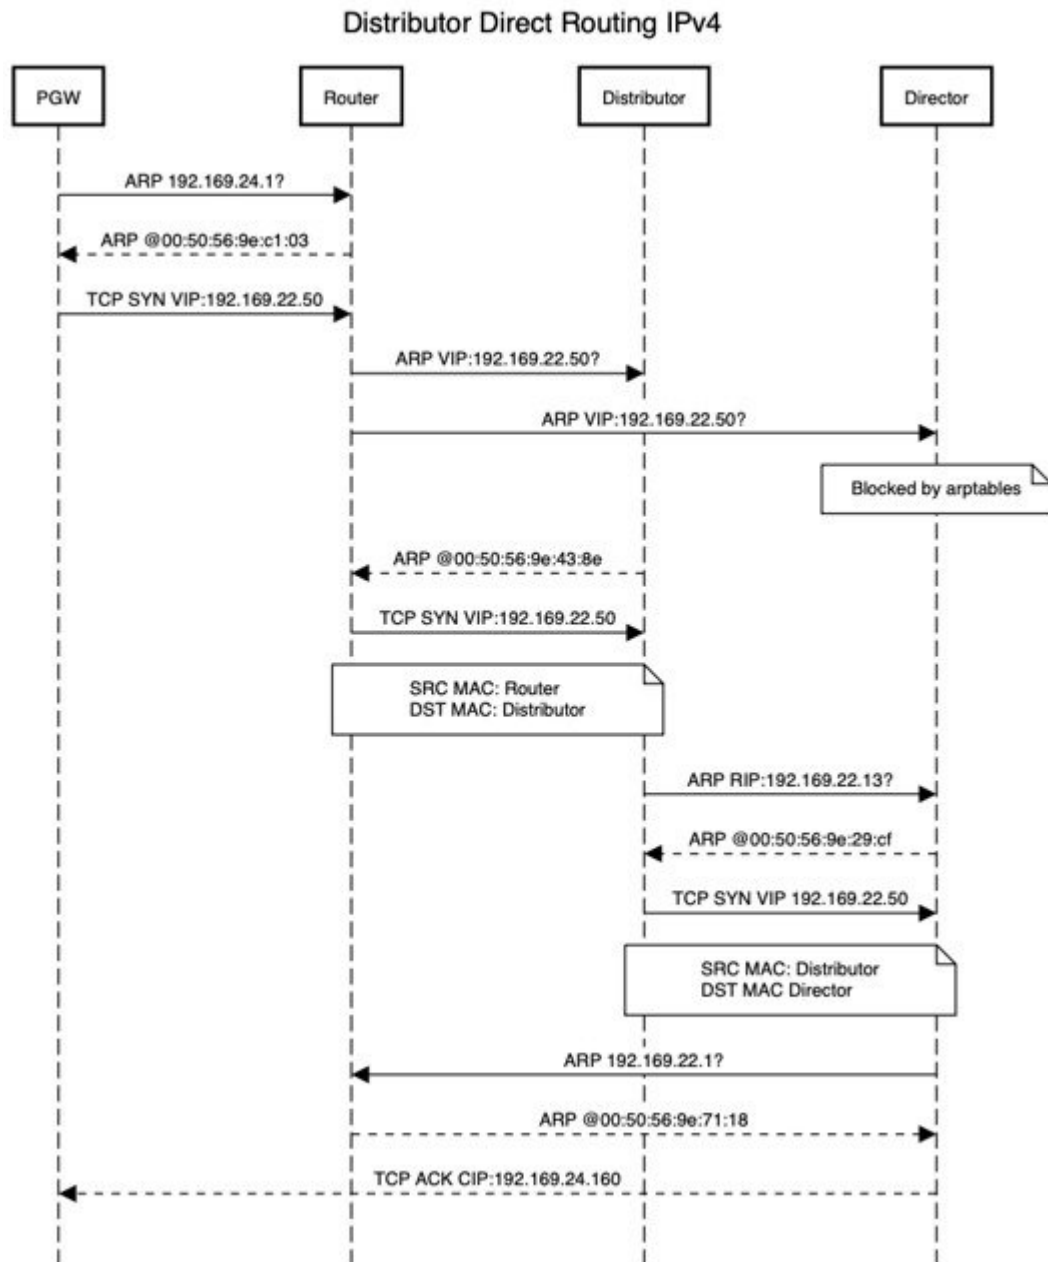 Distributor Direct Routing IPv4
PGW
Router
Distributor
Director
ARP 192.169.24.1?
ARP @00:50:56:9e:c1:03
TCP SYN VIP:192.169.22.50
ARP VIP:192.169.22.50?
ARP VIP:192.169.22.50?
Blocked by arptables
ARP @00:50:56:9e:43:8e
TCP SYN VIP:192.169.22.50
SRC MAC: Router
DST MAC: Distributor
ARP RIP:192.169.22.13?
ARP @00:50:56:9e:29:cf
TCP SYN VIP 192.169.22.50
SRC MAC: Distributor
DST MAC Director
ARP 192.169.22.1?
ARP @00:50:56:9e:71:18
TCP ACK CIP:192.169.24.160